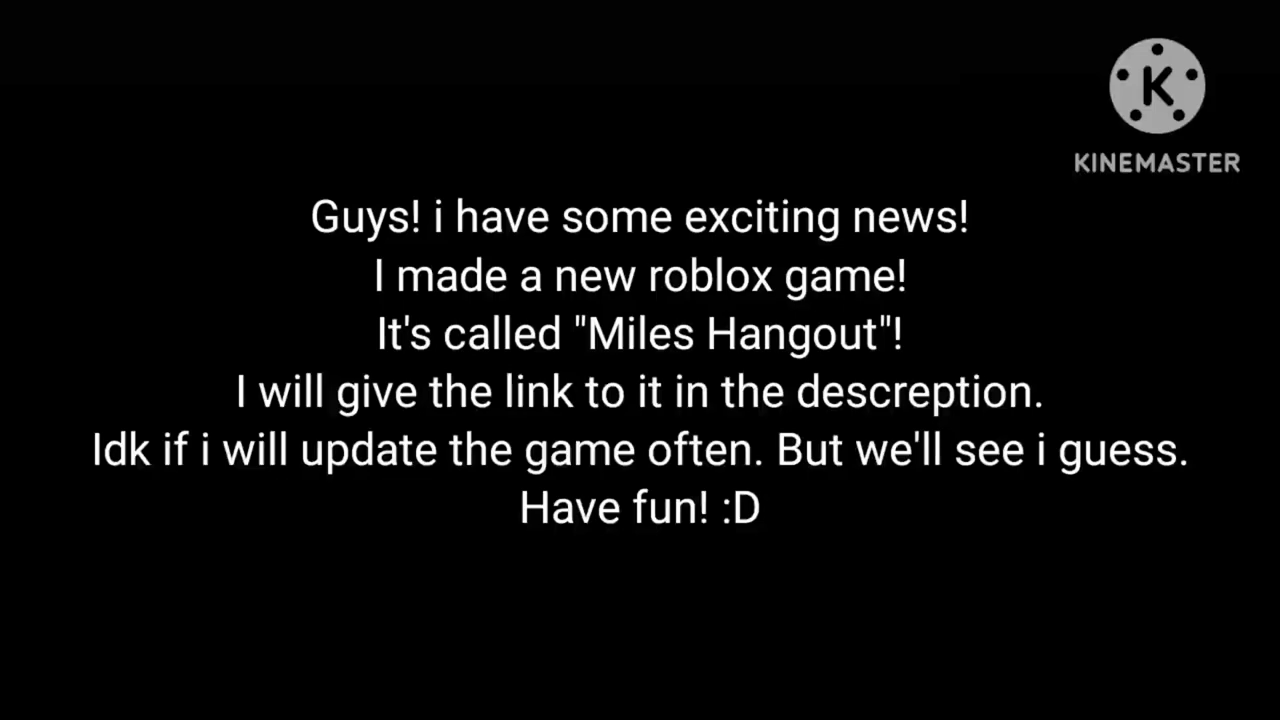 K
KINEMASTER
Guys! i have some exciting news!
I made a new roblox game!
It's called "Miles Hangout"!
I will give the link to it in the descreption.
Idk if i will update the game often. But we'll see i guess.
Have fun! :D